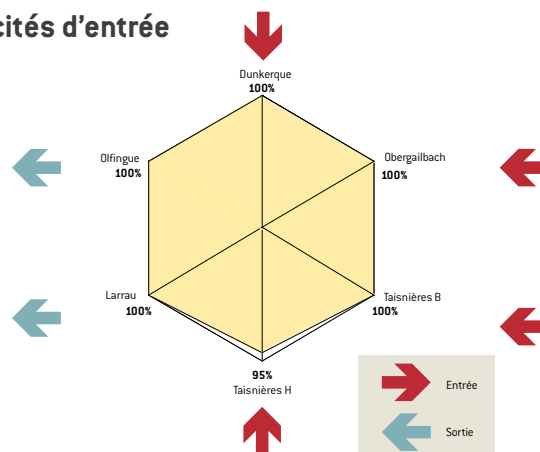 cités d'entrée
Dunkerque
100%
Olfingue
100%
Obergailbach
100%
Larrau
100%
Taisnières B
100%
95%
Taisnières H
Entrée
Sortie